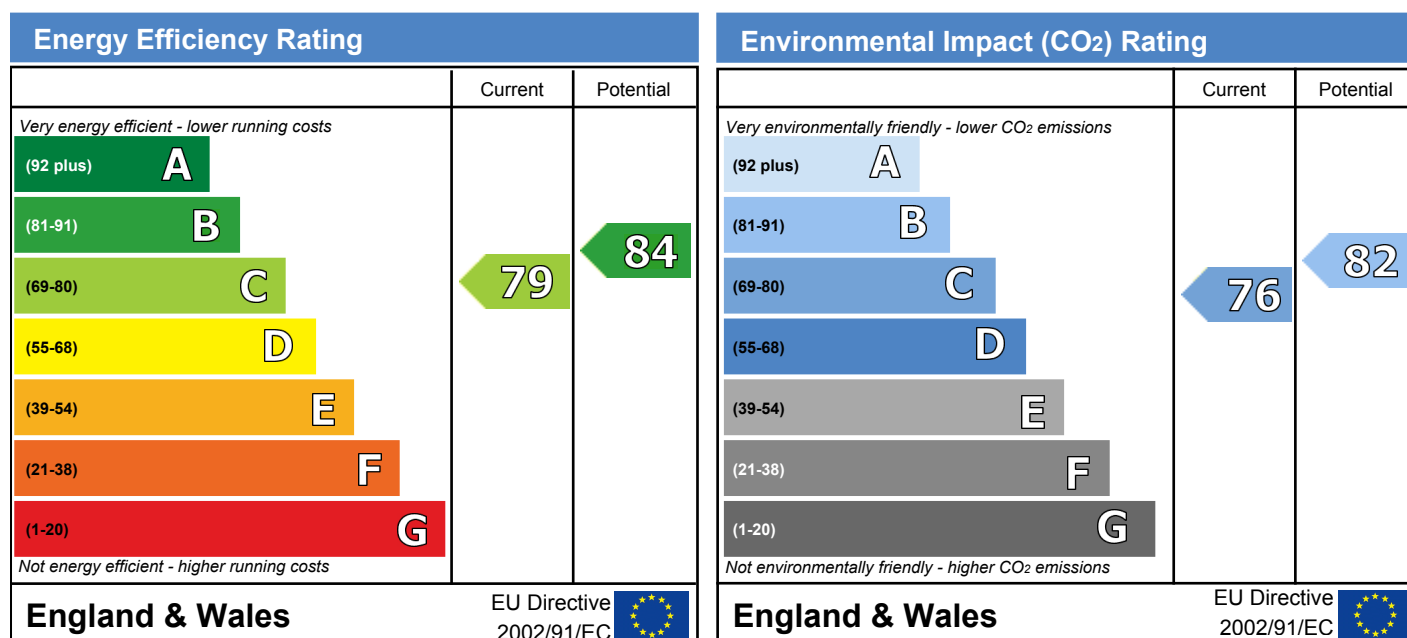 Energy Efficiency Rating
Current Potential
Very energy efficient - lower running costs
(92 plus) A
(81-91) B
84
(69-80) C
79
(55-68) D
(39-54) E
(21-38) F
(1-20) G
Not energy efficient - higher running costs
England & Wales
EU Directive
2002/91/EC
Environmental Impact (CO2) Rating
Current Potential
Very environmentally friendly - lower CO2 emissions
(92 plus) A
(81-91) B
82
(69-80) C
76
(55-68) D
(39-54) E
(21-38) F
(1-20) G
Not environmentally friendly - higher CO2 emissions
England & Wales
EU Directive
2002/91/EC